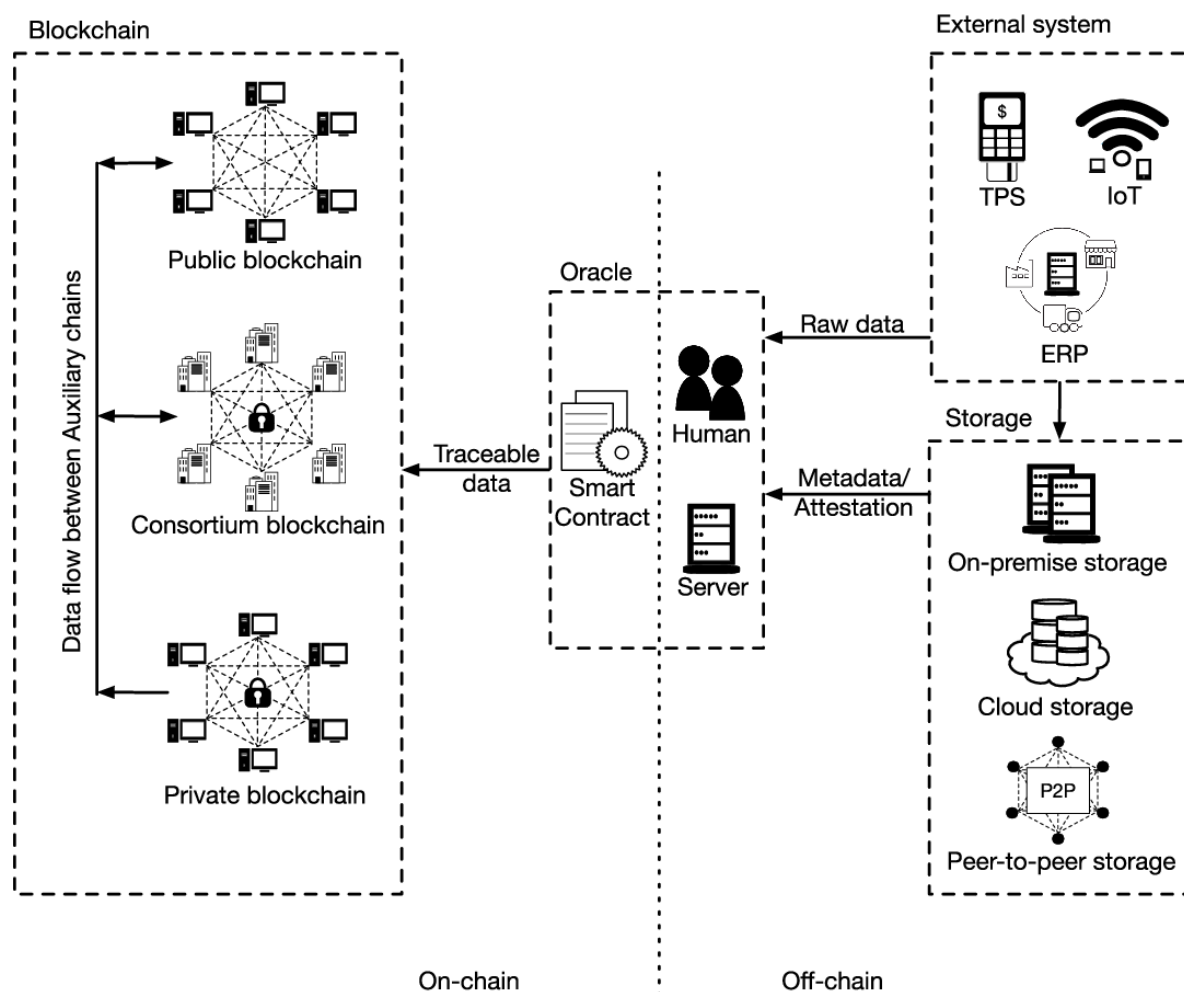 Blockchain
External system
$
TPS
IoT
ERP
Public blockchain
Data flow between Auxiliary chains
Consortium blockchain
Private blockchain
Traceable
data
Oracle
Smart
Contract
Human
Server
Raw data
Metadata/
Attestation
Storage
On-premise storage
Cloud storage
P2P
Peer-to-peer storage
On-chain
Off-chain